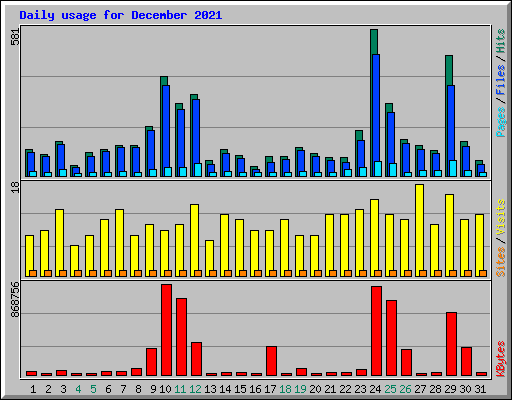 Daily usage for December 2021
581
Pages / Files / Hits
18
Sites / Visits
868756
KBytes
1 2 3 4 5 6 7 8 9 10 11 12 13 14 15 16 17 18 19 20 21 22 23 24 25 26 27 28 29 30 31